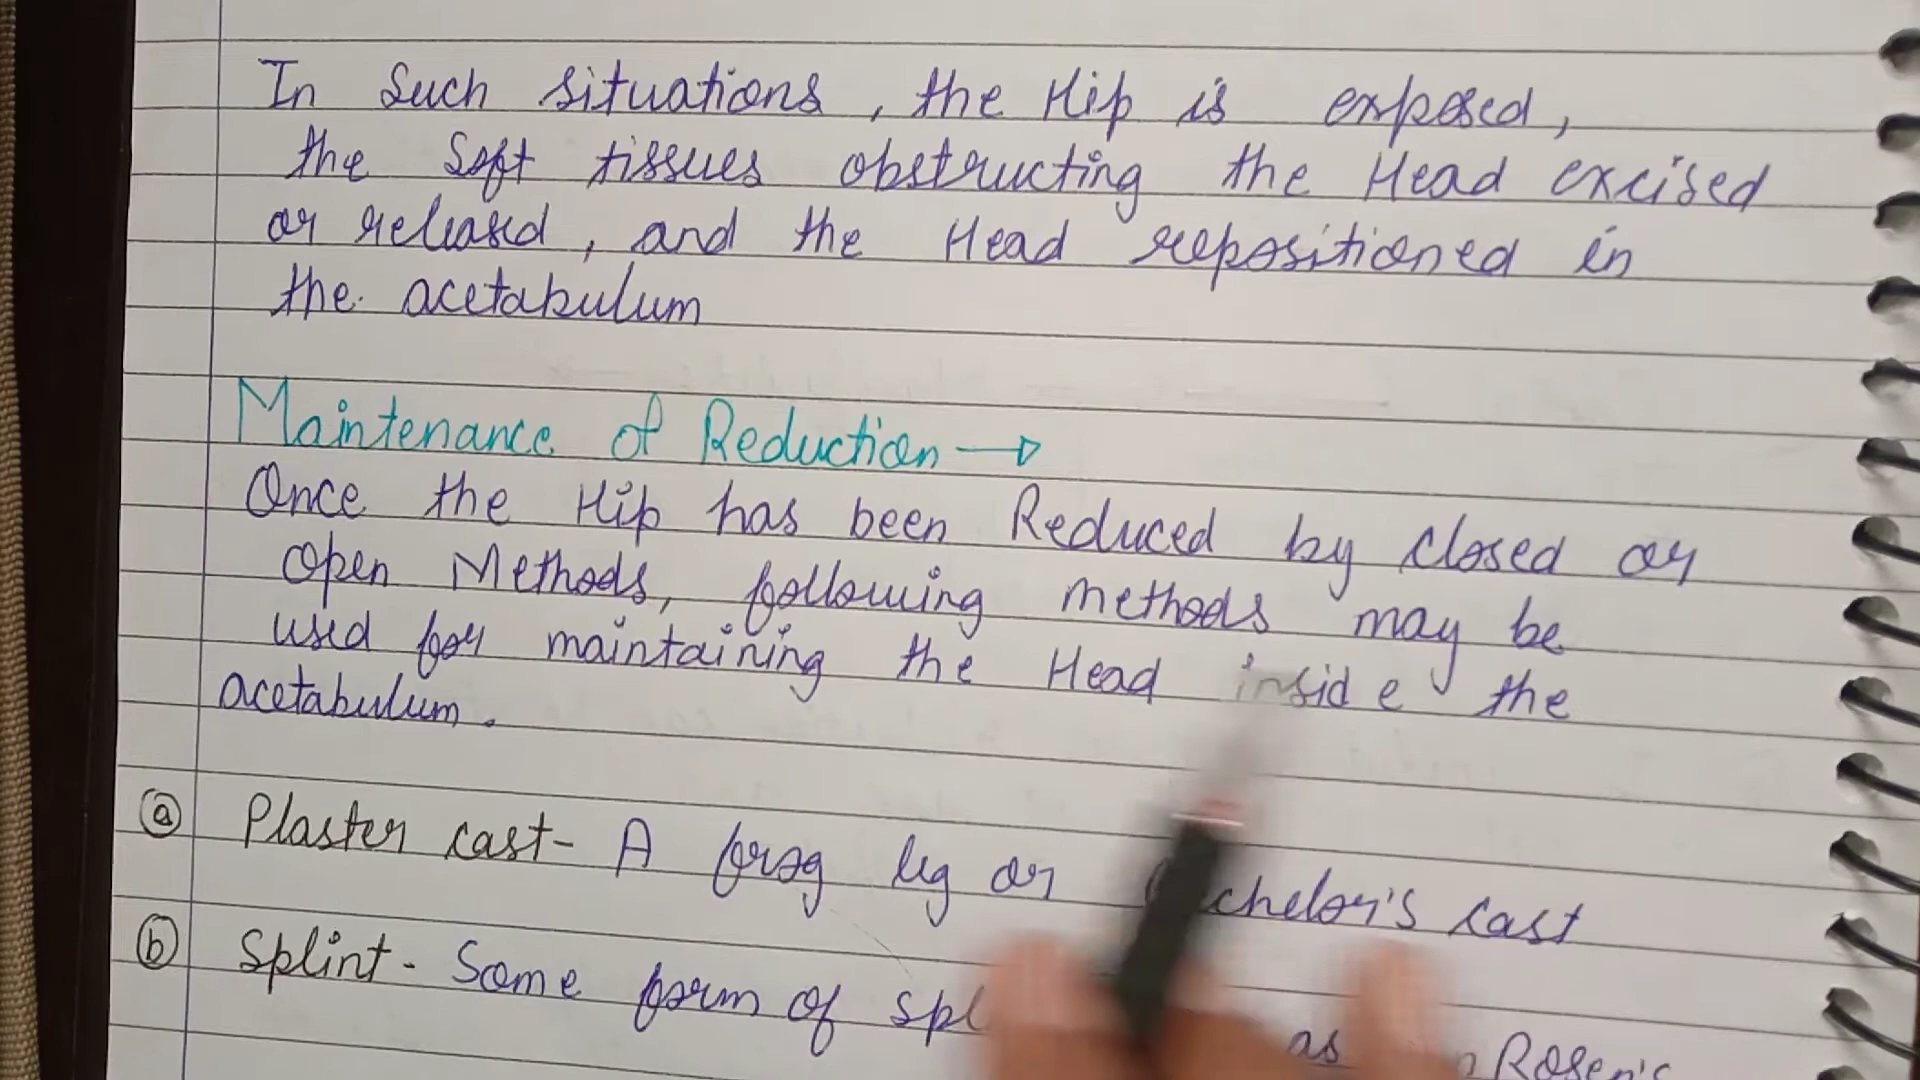 In Such situations, the Hip is exposed,
the Soft tissues obstructing the Head excised
or released, and the Head repositioned in
the acetabulum
Maintenance of Reduction →
Once the Hip has been Reduced by closed or
open Methods, following methods may be
used for maintaining the Head inside the
acetabulum.
ⓐ Plaster cast - A frog leg or cast
ⓑ Splint - Some form of as Rosen's